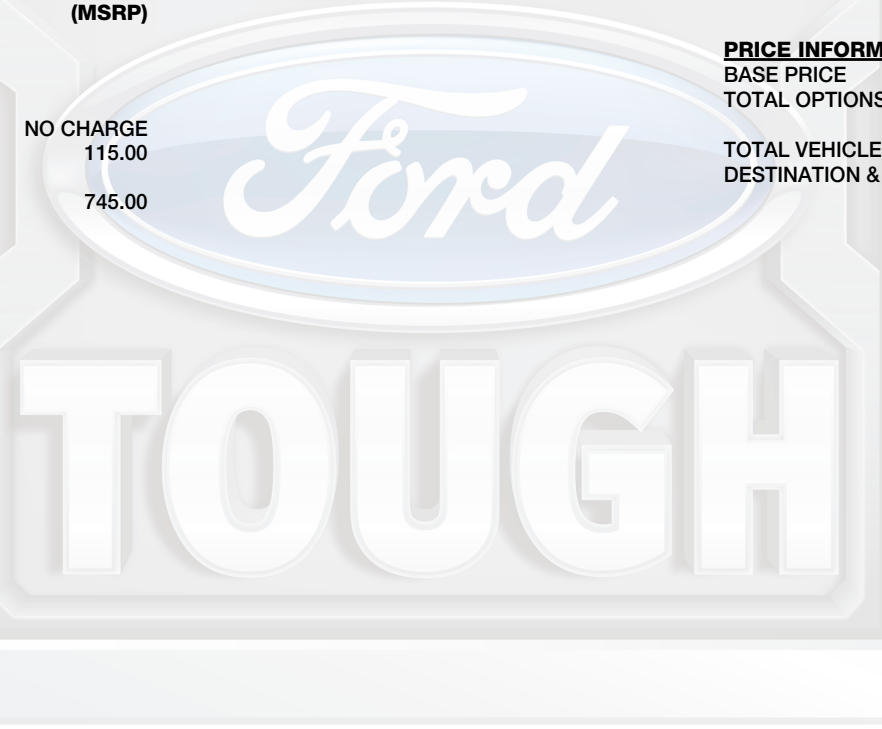 (MSRP)
NO CHARGE
115.00
745.00
PRICE INFORM
BASE PRICE
TOTAL OPTIONS
TOTAL VEHICLE
DESTINATION &
Ford
TOUGH